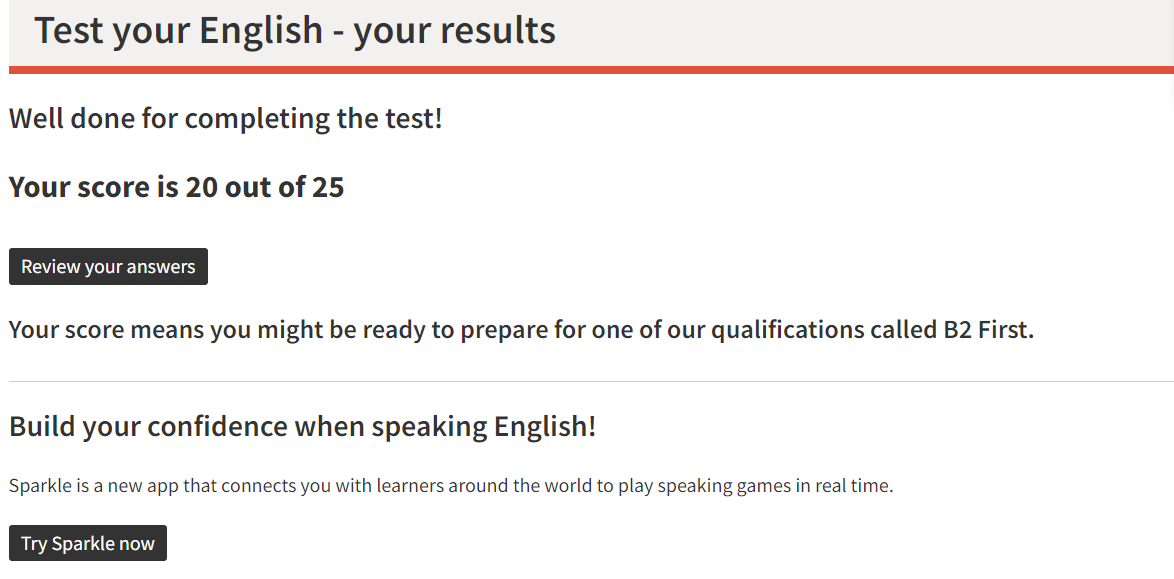 Test your English - your results
Well done for completing the test!
Your score is 20 out of 25
Review your answers
Your score means you might be ready to prepare for one of our qualifications called B2 First.
Build your confidence when speaking English!
Sparkle is a new app that connects you with learners around the world to play speaking games in real time.
Try Sparkle now